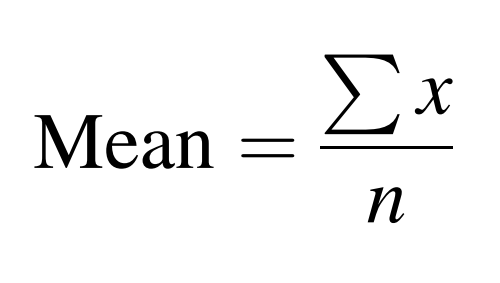 Mean = ∑ x / n